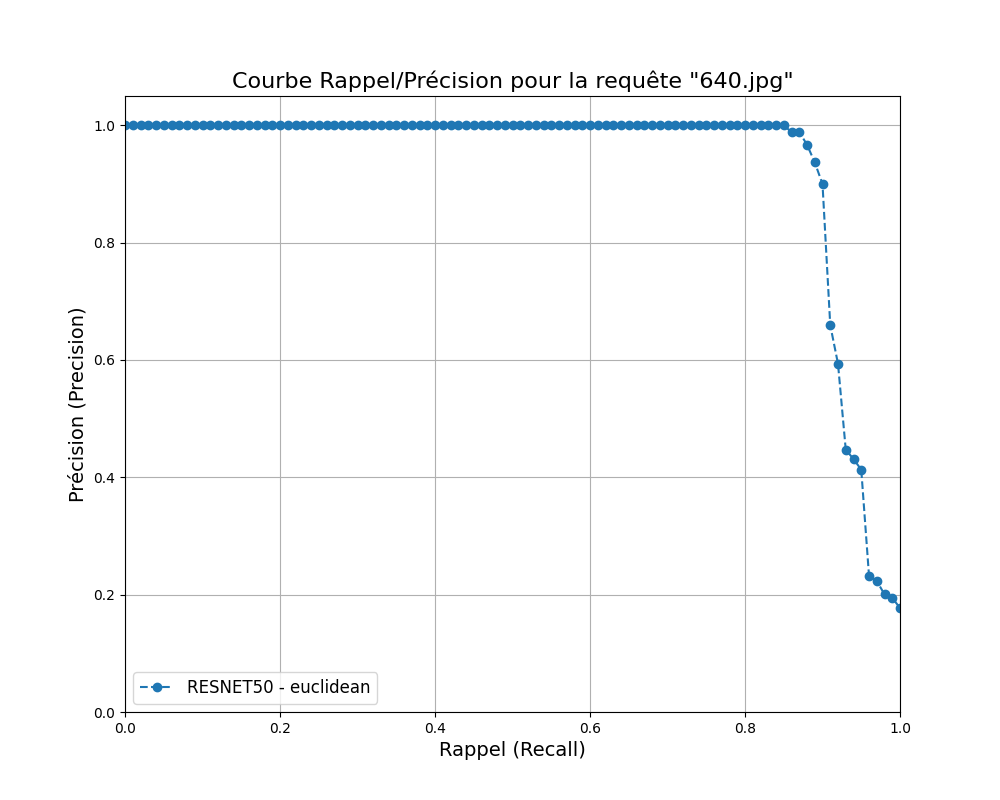 Courbe Rappel/Précision pour la requête "640.jpg"
1.0
0.8
0.6
0.4
0.2
0.0
Précision (Precision)
RESNET50 - euclidean
0.0 0.2 0.4 0.6 0.8 1.0
Rappel (Recall)